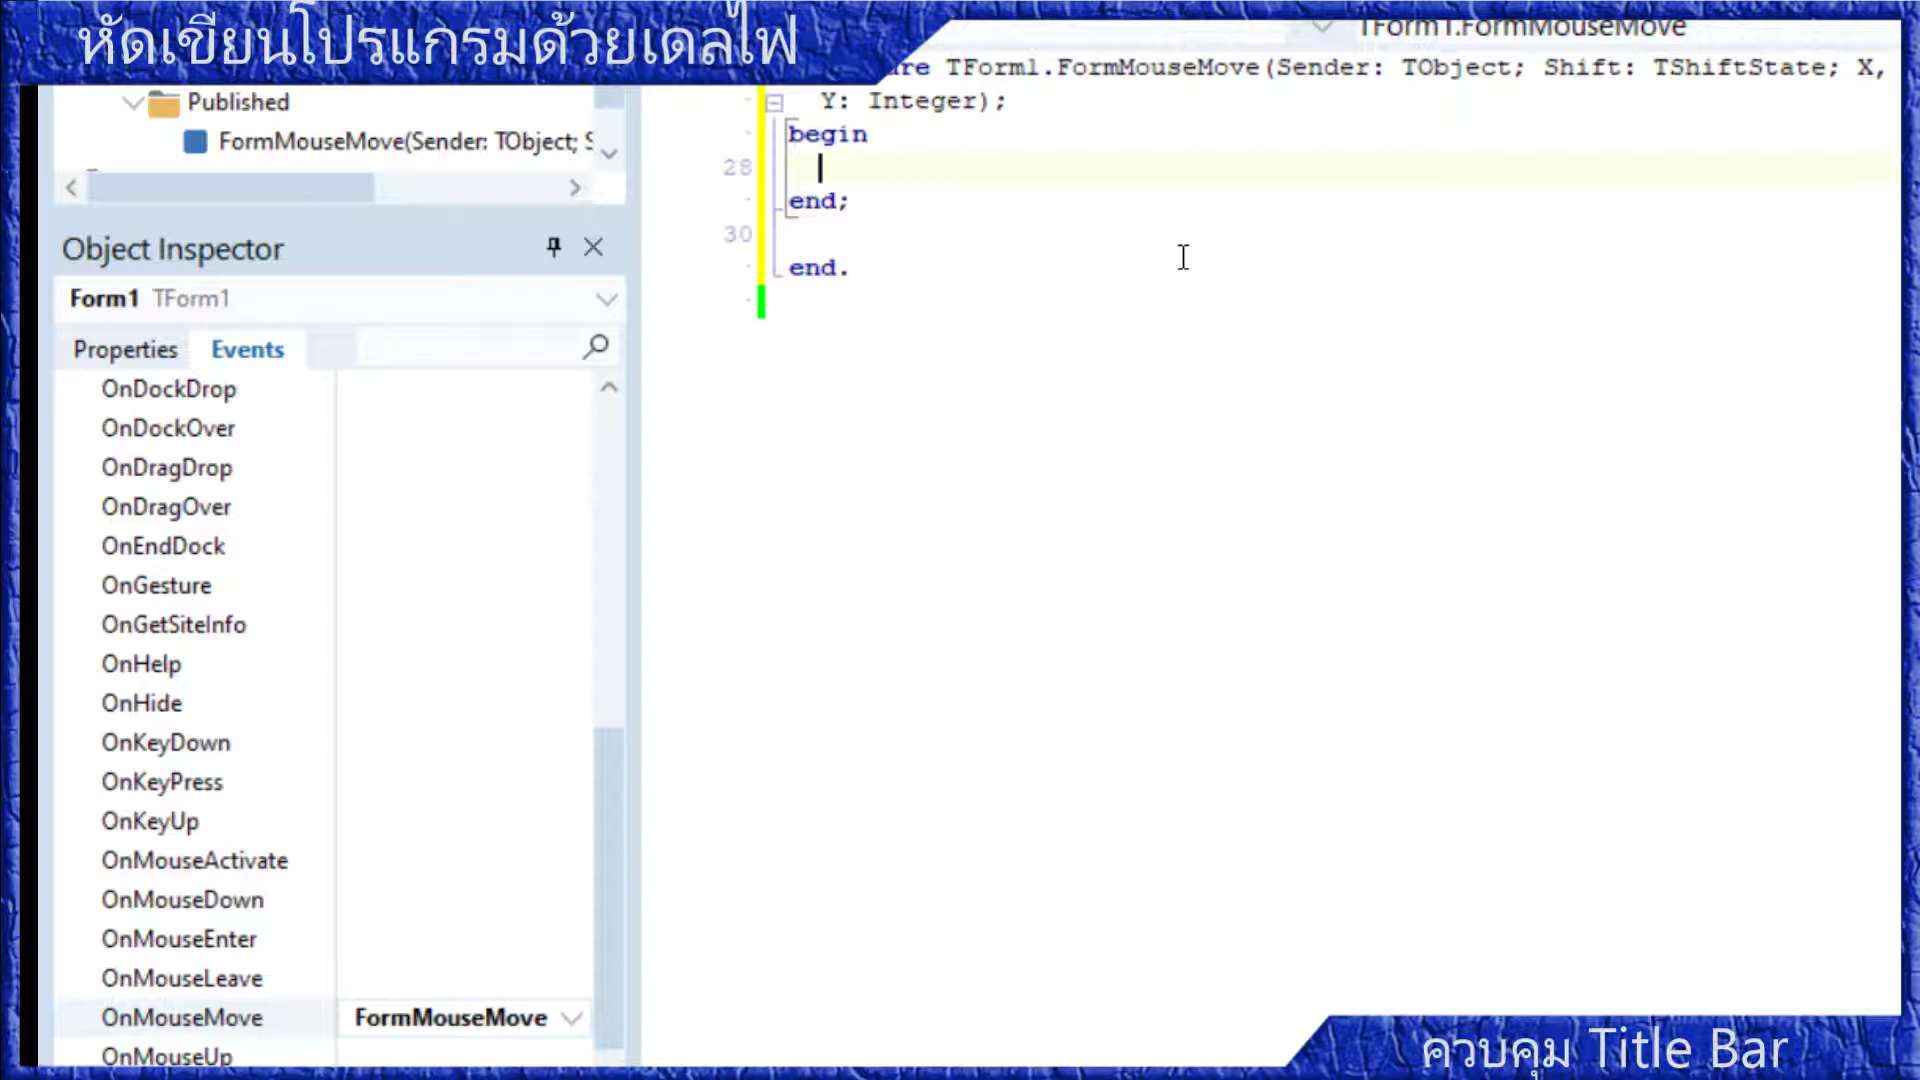 หัดเขียนโปรแกรมด้วยเดลไฟ
TForm1.FormMouseMove
ure TForm1.FormMouseMove(Sender: TObject; Shift: TShiftState; X,
Y: Integer);
begin
28
end;
30
end.
Published
FormMouseMove(Sender: TObject; S
Object Inspector
Form1 TForm1
Properties Events
OnDockDrop
OnDockOver
OnDragDrop
OnDragOver
OnEndDock
OnGesture
OnGetSiteInfo
OnHelp
OnHide
OnKeyDown
OnKeyPress
OnKeyUp
OnMouseActivate
OnMouseDown
OnMouseEnter
OnMouseLeave
OnMouseMove FormMouseMove
OnMouseUp
ควบคุม Title Bar